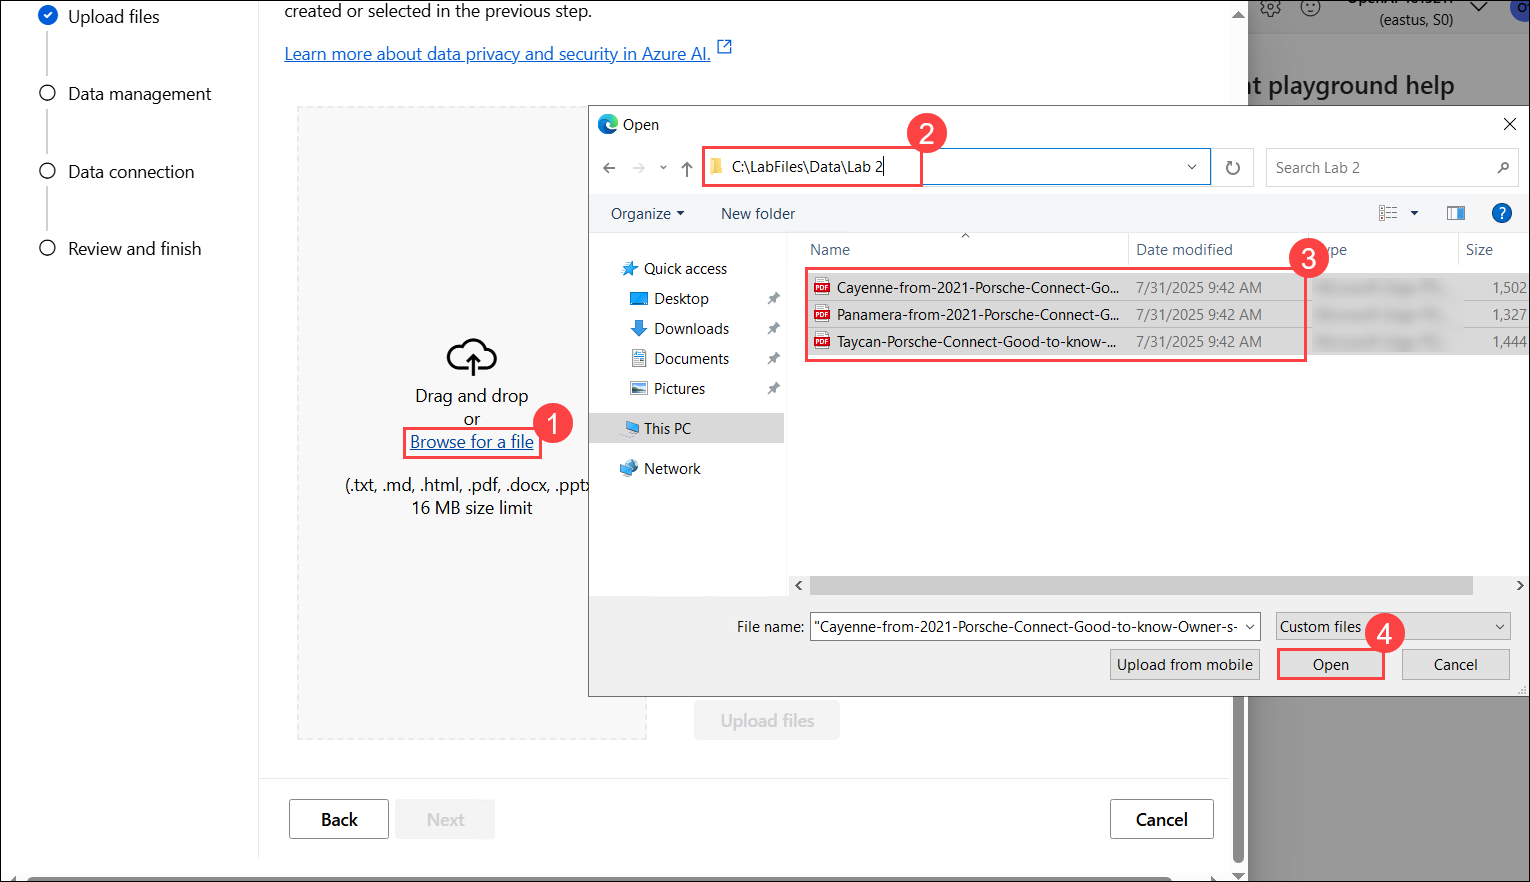 Upload files
Data management
Data connection
Review and finish
created or selected in the previous step.
Learn more about data privacy and security in Azure AI.
Drag and drop
or
Browse for a file
1
(.txt, .md, .html, .pdf, .docx, .pptx
16 MB size limit
Upload files
Back
Next
Cancel
(eastus, S0)
playground help
Open
2
C:\LabFiles\Data\Lab 2
Search Lab 2
Organize
New folder
?
Quick access
Desktop
Downloads
Documents
Pictures
This PC
Network
Name
Date modified
3
Size
PDF Cayenne-from-2021-Porsche-Connect-Go... 7/31/2025 9:42 AM 1,502
PDF Panamera-from-2021-Porsche-Connect-G... 7/31/2025 9:42 AM 1,327
PDF Taycan-Porsche-Connect-Good-to-know-... 7/31/2025 9:42 AM 1,444
File name:
"Cayenne-from-2021-Porsche-Connect-Good-to-know-Owner-s-
Custom files
4
Upload from mobile
Open
Cancel